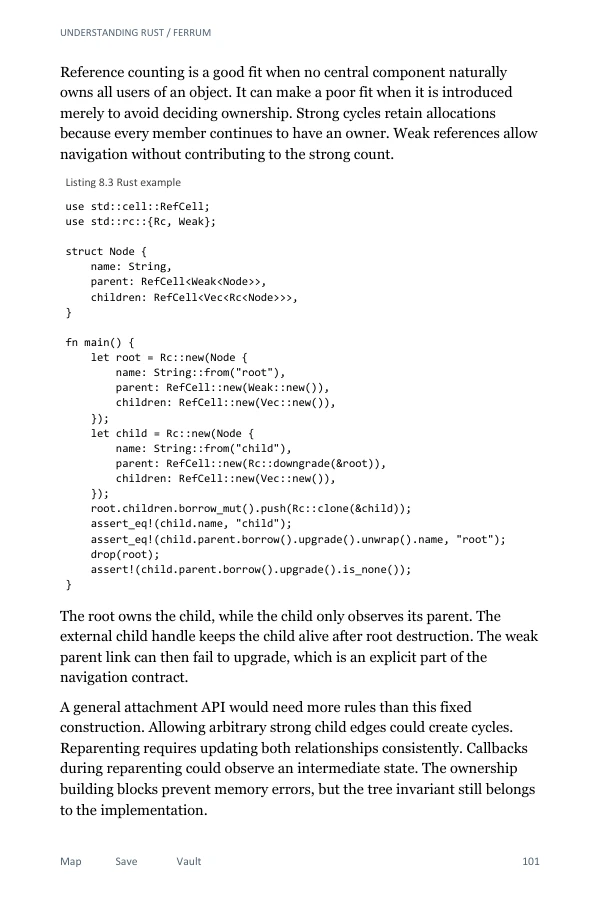 UNDERSTANDING RUST / FERRUM
Reference counting is a good fit when no central component naturally
owns all users of an object. It can make a poor fit when it is introduced
merely to avoid deciding ownership. Strong cycles retain allocations
because every member continues to have an owner. Weak references allow
navigation without contributing to the strong count.
Listing 8.3 Rust example
use std::cell::RefCell;
use std::rc::{Rc, Weak};
struct Node {
    name: String,
    parent: RefCell<Weak<Node>>,
    children: RefCell<Vec<Rc<Node>>>,
}
fn main() {
    let root = Rc::new(Node {
        name: String::from("root"),
        parent: RefCell::new(Weak::new()),
        children: RefCell::new(Vec::new()),
    });
    let child = Rc::new(Node {
        name: String::from("child"),
        parent: RefCell::new(Rc::downgrade(&root)),
        children: RefCell::new(Vec::new()),
    });
    root.children.borrow_mut().push(Rc::clone(&child));
    assert_eq!(child.name, "child");
    assert_eq!(child.parent.borrow().upgrade().unwrap().name, "root");
    drop(root);
    assert!(child.parent.borrow().upgrade().is_none());
}
The root owns the child, while the child only observes its parent. The
external child handle keeps the child alive after root destruction. The weak
parent link can then fail to upgrade, which is an explicit part of the
navigation contract.
A general attachment API would need more rules than this fixed
construction. Allowing arbitrary strong child edges could create cycles.
Reparenting requires updating both relationships consistently. Callbacks
during reparenting could observe an intermediate state. The ownership
building blocks prevent memory errors, but the tree invariant still belongs
to the implementation.
Map Save Vault 101